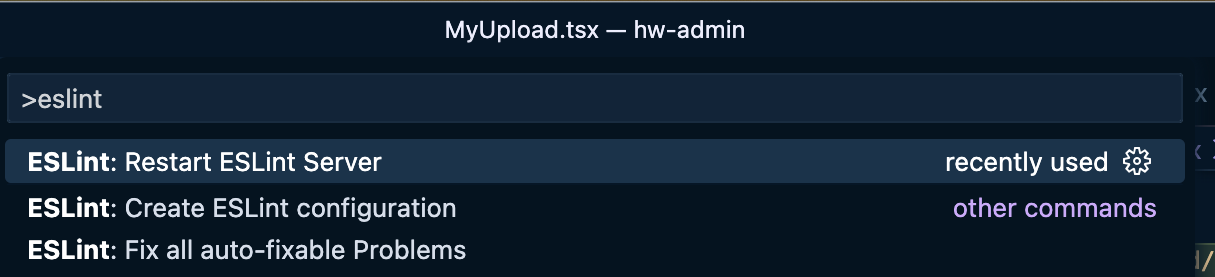 MyUpload.tsx — hw-admin
>eslint
ESLint: Restart ESLint Server recently used
ESLint: Create ESLint configuration other commands
ESLint: Fix all auto-fixable Problems